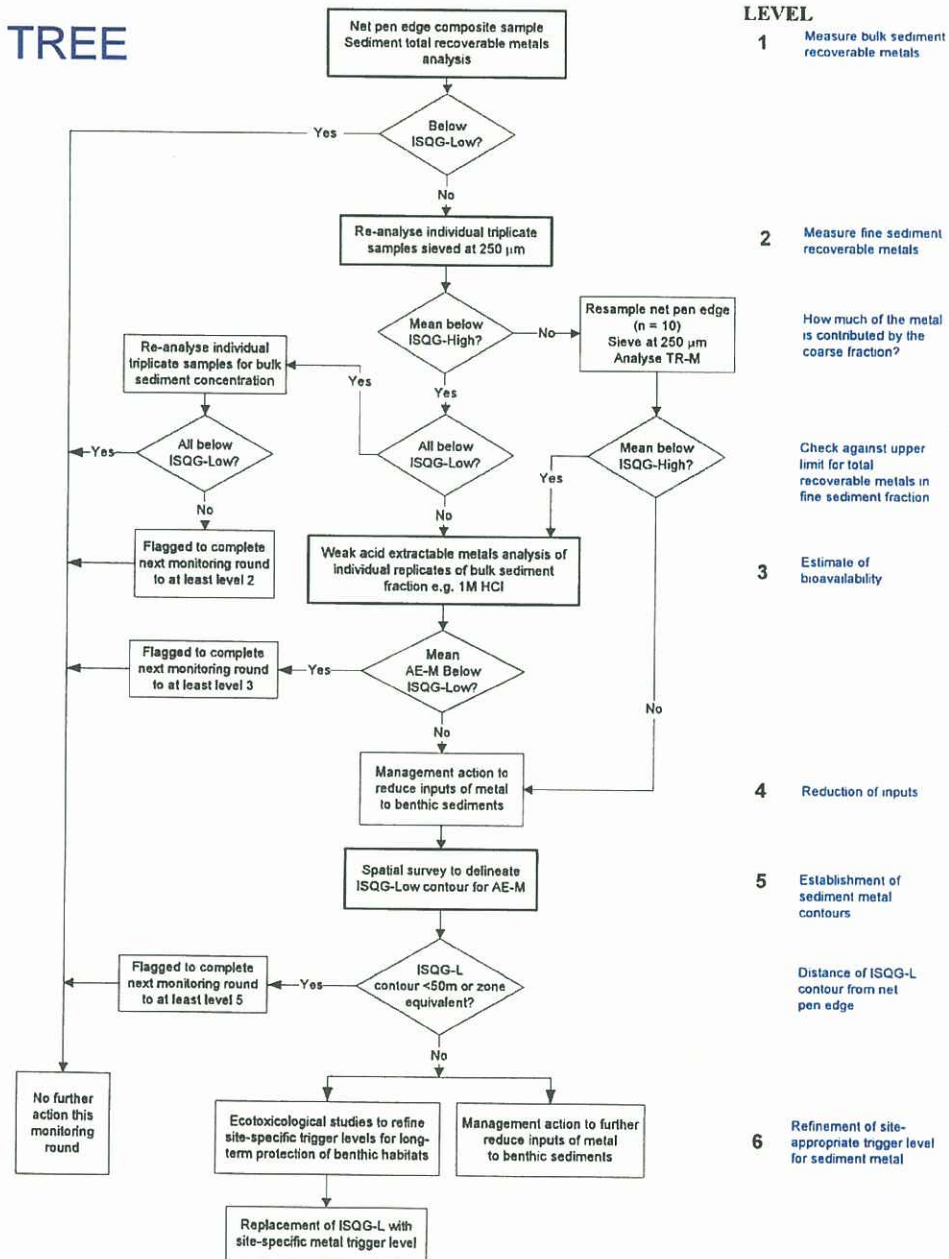 TREE
Net pen edge composite sample
Sediment total recoverable metals
analysis
LEVEL
1
Measure bulk sediment
recoverable metals
Below
ISQG-Low?
Yes
No
Re-analyse individual triplicate
samples sieved at 250 µm
2
Measure fine sediment
recoverable metals
Mean below
ISQG-High?
No
Yes
Resample net pen edge
(n = 10)
Sieve at 250 µm
Analyse TR-M
How much of the metal
is contributed by the
coarse fraction?
Re-analyse individual
triplicate samples for bulk
sediment concentration
Yes
All below
ISQG-Low?
Yes
No
All below
ISQG-Low?
No
Mean below
ISQG-High?
Yes
No
Check against upper
limit for total
recoverable metals in
fine sediment fraction
Flagged to complete
next monitoring round
to at least level 2
Weak acid extractable metals analysis of
individual replicates of bulk sediment
fraction e.g. 1M HCl
3
Estimate of
bioavailability
Flagged to complete
next monitoring round
to at least level 3
Yes
Mean
AE-M Below
ISQG-Low?
No
Management action to
reduce inputs of metal
to benthic sediments
4
Reduction of inputs
Spatial survey to delineate
ISQG-Low contour for AE-M
5
Establishment of
sediment metal
contours
Flagged to complete
next monitoring round
to at least level 5
Yes
ISQG-L
contour <50m or zone
equivalent?
No
Distance of ISQG-L
contour from net
pen edge
No further
action this
monitoring
round
Ecotoxicological studies to refine
site-specific trigger levels for long-
term protection of benthic habitats
Management action to further
reduce inputs of metal
to benthic sediments
6
Refinement of site-
appropriate trigger level
for sediment metal
Replacement of ISQG-L with
site-specific metal trigger level